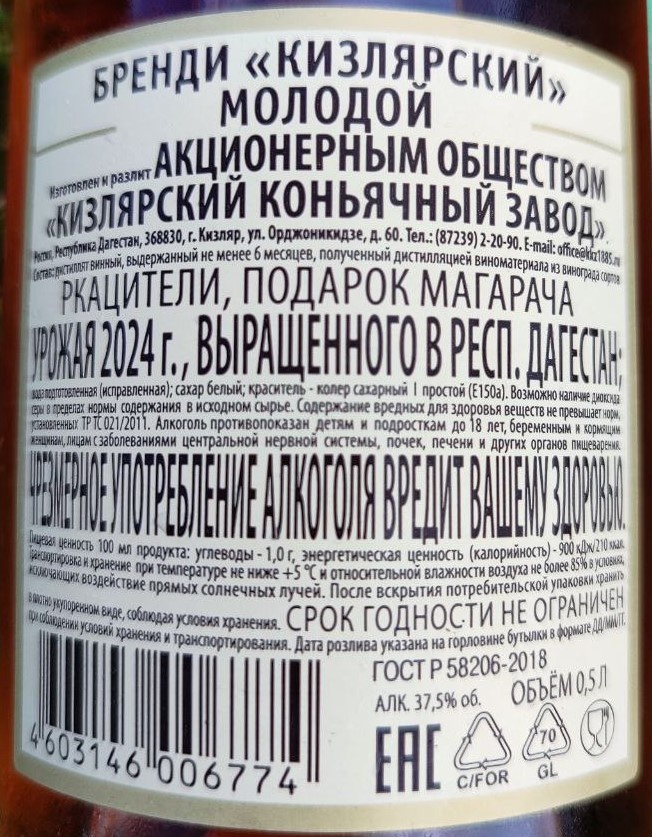 БРЕНДИ «КИЗЛЯРСКИЙ»
МОЛОДОЙ
Изготовлен и разлит АКЦИОНЕРНЫМ ОБЩЕСТВОМ
«КИЗЛЯРСКИЙ КОНЬЯЧНЫЙ ЗАВОД»,
Россия, Республика Дагестан, 368830, г. Кизляр, ул. Орджоникидзе, д. 60. Тел.: (87239) 2-20-90. E-mail: office@kkz1885.ru
Состав: дистиллят винный, выдержанный не менее 6 месяцев, полученный дистилляцией виноматериала из винограда сортов
РКАЦИТЕЛИ, ПОДАРОК МАГАРАЧА
УРОЖАЯ 2024 г., ВЫРАЩЕННОГО В РЕСП. ДАГЕСТАН;
вода подготовленная (исправленная); сахар белый; краситель - колер сахарный I простой (Е150а). Возможно наличие диоксида
серы в пределах нормы содержания в исходном сырье. Содержание вредных для здоровья веществ не превышает норм,
установленных ТР ТС 021/2011. Алкоголь противопоказан детям и подросткам до 18 лет, беременным и кормящим
женщинам, лицам с заболеваниями центральной нервной системы, почек, печени и других органов пищеварения.
ЧРЕЗМЕРНОЕ УПОТРЕБЛЕНИЕ АЛКОГОЛЯ ВРЕДИТ ВАШЕМУ ЗДОРОВЬЮ.
Пищевая ценность 100 мл продукта: углеводы - 1,0 г, энергетическая ценность (калорийность) - 900 кДж/210 ккал.
Транспортировка и хранение при температуре не ниже +5 °С и относительной влажности воздуха не более 85% в условиях,
исключающих воздействие прямых солнечных лучей. После вскрытия потребительской упаковки хранить
в плотно укупоренном виде, соблюдая условия хранения. СРОК ГОДНОСТИ НЕ ОГРАНИЧЕН
при соблюдении условий хранения и транспортирования. Дата розлива указана на горловине бутылки в формате ДД/ММ/ГГ.
ГОСТ Р 58206-2018
АЛК. 37,5% об. ОБЪЁМ 0,5 Л
EAC
C/FOR
70
GL
4 603146 006774